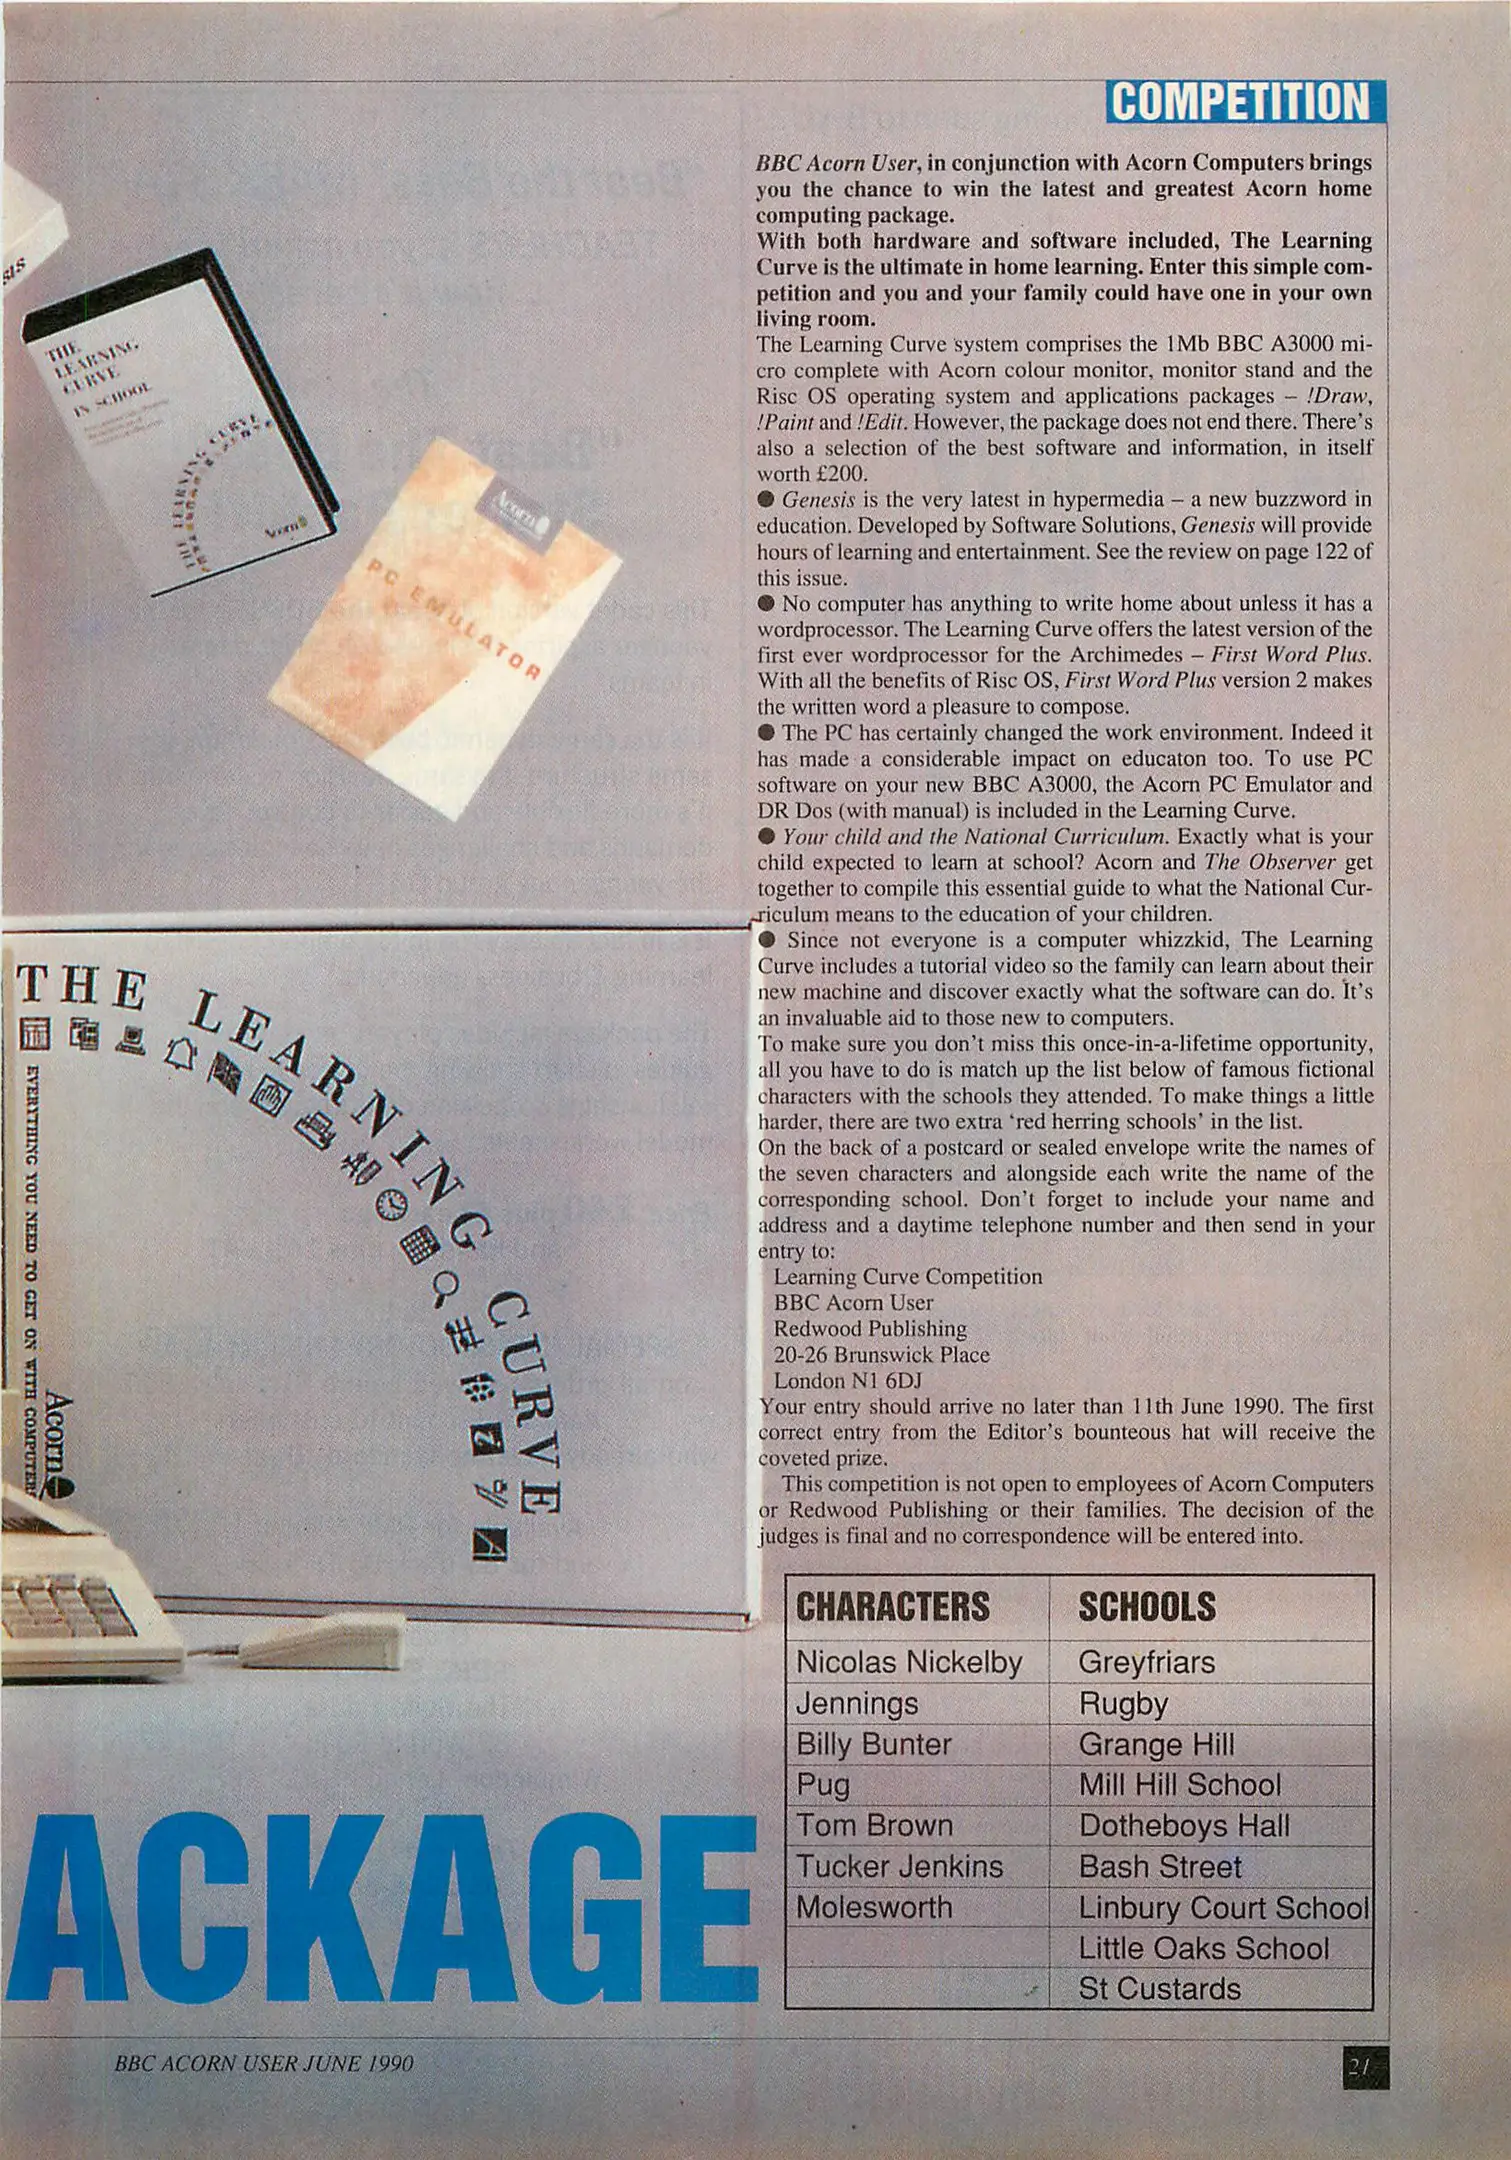 COMPETITION
BBC Acorn User, in conjunction with Acorn Computers brings
you the chance to win the latest and greatest Acorn home
computing package.
With both hardware and software included, The Learning
Curve is the ultimate in home learning. Enter this simple com-
petition and you and your family could have one in your own
living room.
The Learning Curve system comprises the 1Mb BBC A3000 mi-
cro complete with Acorn colour monitor, monitor stand and the
Risc OS operating system and applications packages – !Draw,
!Paint and !Edit. However, the package does not end there. There's
also a selection of the best software and information, in itself
worth £200.
● Genesis is the very latest in hypermedia – a new buzzword in
education. Developed by Software Solutions, Genesis will provide
hours of learning and entertainment. See the review on page 122 of
this issue.
● No computer has anything to write home about unless it has a
wordprocessor. The Learning Curve offers the latest version of the
first ever wordprocessor for the Archimedes – First Word Plus.
With all the benefits of Risc OS, First Word Plus version 2 makes
the written word a pleasure to compose.
● The PC has certainly changed the work environment. Indeed it
has made a considerable impact on educaton too. To use PC
software on your new BBC A3000, the Acorn PC Emulator and
DR Dos (with manual) is included in the Learning Curve.
● Your child and the National Curriculum. Exactly what is your
child expected to learn at school? Acorn and The Observer get
together to compile this essential guide to what the National Cur-
riculum means to the education of your children.
● Since not everyone is a computer whizzkid, The Learning
Curve includes a tutorial video so the family can learn about their
new machine and discover exactly what the software can do. It's
an invaluable aid to those new to computers.
To make sure you don't miss this once-in-a-lifetime opportunity,
all you have to do is match up the list below of famous fictional
characters with the schools they attended. To make things a little
harder, there are two extra 'red herring schools' in the list.
On the back of a postcard or sealed envelope write the names of
the seven characters and alongside each write the name of the
corresponding school. Don't forget to include your name and
address and a daytime telephone number and then send in your
entry to:
Learning Curve Competition
BBC Acorn User
Redwood Publishing
20-26 Brunswick Place
London N1 6DJ
Your entry should arrive no later than 11th June 1990. The first
correct entry from the Editor's bounteous hat will receive the
coveted prize.
This competition is not open to employees of Acorn Computers
or Redwood Publishing or their families. The decision of the
judges is final and no correspondence will be entered into.
CHARACTERS SCHOOLS
Nicolas Nickelby Greyfriars
Jennings Rugby
Billy Bunter Grange Hill
Pug Mill Hill School
Tom Brown Dotheboys Hall
Tucker Jenkins Bash Street
Molesworth Linbury Court School
Little Oaks School
St Custards
THE
LEARNING
CURVE
IN SCHOOL
THE LEARNING CURVE
Acorn
Acorn
PC EMULATOR
THE LEARNING CURVE
EVERYTHING YOU NEED TO GET ON WITH COMPUTERS
Acorn
ACKAGE
BBC ACORN USER JUNE 1990
21